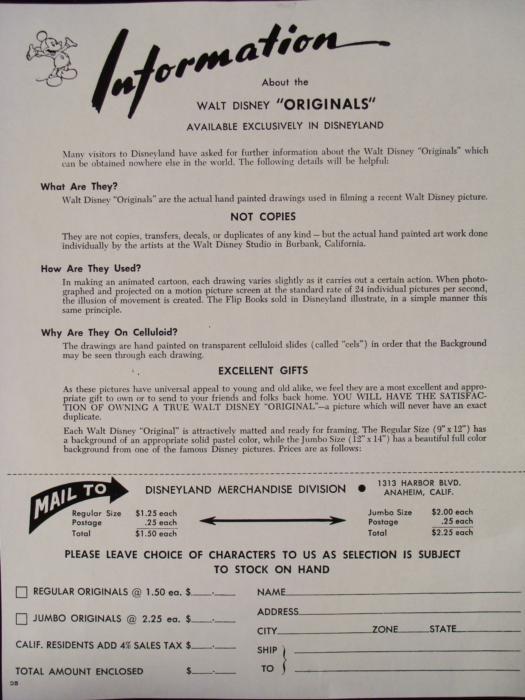 Information
About the
WALT DISNEY "ORIGINALS"
AVAILABLE EXCLUSIVELY IN DISNEYLAND
Many visitors to Disneyland have asked for further information about the Walt Disney "Originals" which
can be obtained nowhere else in the world. The following details will be helpful:
What Are They?
Walt Disney "Originals" are the actual hand painted drawings used in filming a recent Walt Disney picture.
NOT COPIES
They are not copies, transfers, decals, or duplicates of any kind — but the actual hand painted art work done
individually by the artists at the Walt Disney Studio in Burbank, California.
How Are They Used?
In making an animated cartoon, each drawing varies slightly as it carries out a certain action. When photo-
graphed and projected on a motion picture screen at the standard rate of 24 individual pictures per second,
the illusion of movement is created. The Flip Books sold in Disneyland illustrate, in a simple manner this
same principle.
Why Are They On Celluloid?
The drawings are hand painted on transparent celluloid slides (called "cels") in order that the Background
may be seen through each drawing.
EXCELLENT GIFTS
As these pictures have universal appeal to young and old alike, we feel they are a most excellent and appro-
priate gift to own or to send to your friends and folks back home. YOU WILL HAVE THE SATISFAC-
TION OF OWNING A TRUE WALT DISNEY "ORIGINAL"—a picture which will never have an exact
duplicate.
Each Walt Disney "Original" is attractively matted and ready for framing. The Regular Size (9" x 12") has
a background of an appropriate solid pastel color, while the Jumbo Size (12" x 14") has a beautiful full color
background from one of the famous Disney pictures. Prices are as follows:
MAIL TO DISNEYLAND MERCHANDISE DIVISION ● 1313 HARBOR BLVD.
ANAHEIM, CALIF.
Regular Size $1.25 each Jumbo Size $2.00 each
Postage .25 each Postage .25 each
Total $1.50 each Total $2.25 each
PLEASE LEAVE CHOICE OF CHARACTERS TO US AS SELECTION IS SUBJECT
TO STOCK ON HAND
REGULAR ORIGINALS @ 1.50 ea. $ NAME
ADDRESS
JUMBO ORIGINALS @ 2.25 ea. $
CITY ZONE STATE
CALIF. RESIDENTS ADD 4% SALES TAX $ SHIP
TO
TOTAL AMOUNT ENCLOSED $